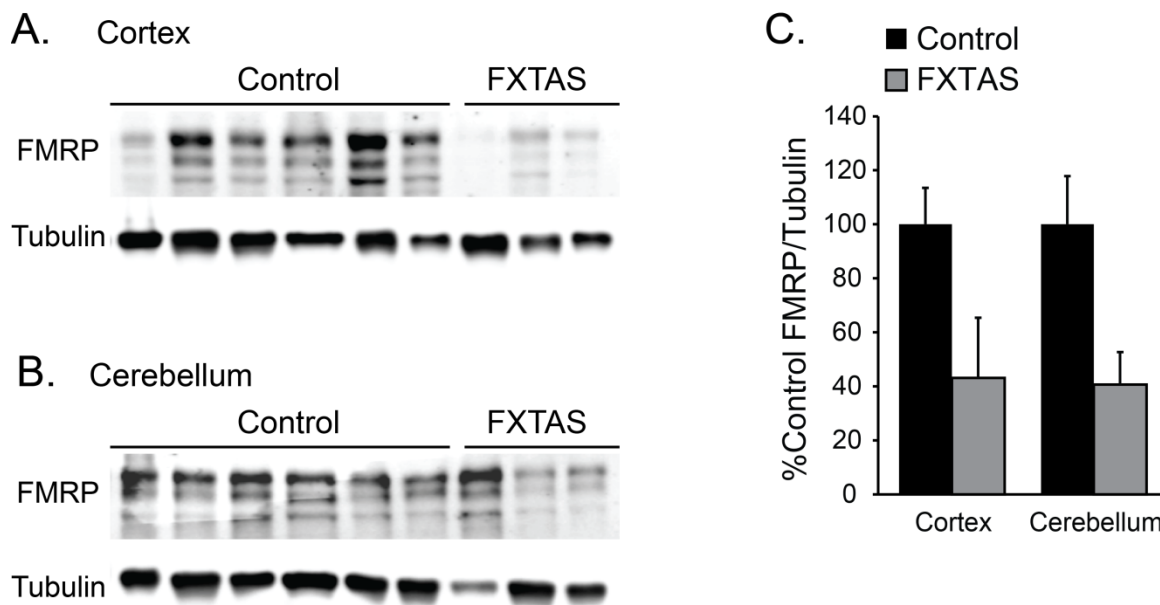 A. Cortex
Control FXTAS
FMRP
Tubulin
B. Cerebellum
Control FXTAS
FMRP
Tubulin
C.
Control
FXTAS
%Control FMRP/Tubulin
140
120
100
80
60
40
20
0
Cortex Cerebellum